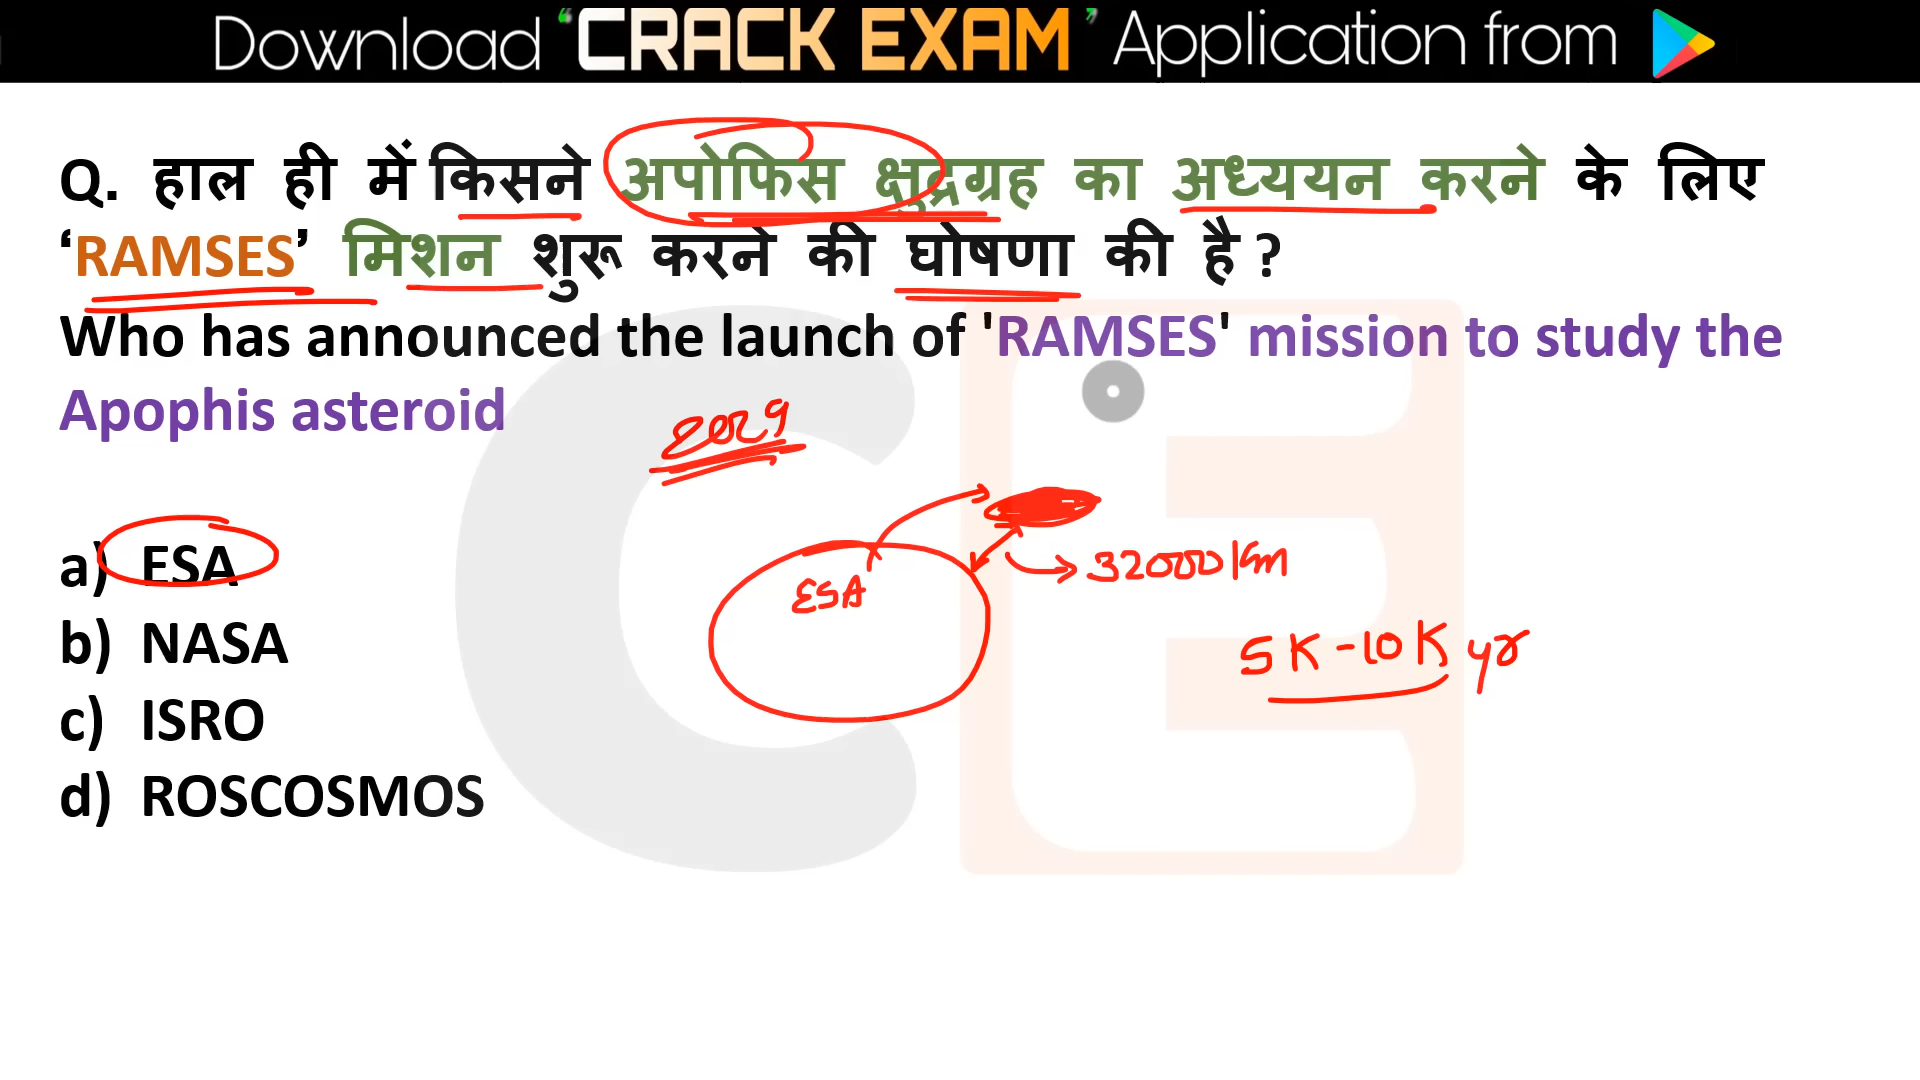 Download ‘CRACK EXAM’ Application from
Q. हाल ही में किसने अपोफिस क्षुद्रग्रह का अध्ययन करने के लिए
‘RAMSES’ मिशन शुरू करने की घोषणा की है ?
Who has announced the launch of 'RAMSES' mission to study the
Apophis asteroid
2029
a) ESA
ESA
32000 Km
5K-10K yr
b) NASA
c) ISRO
d) ROSCOSMOS
CE